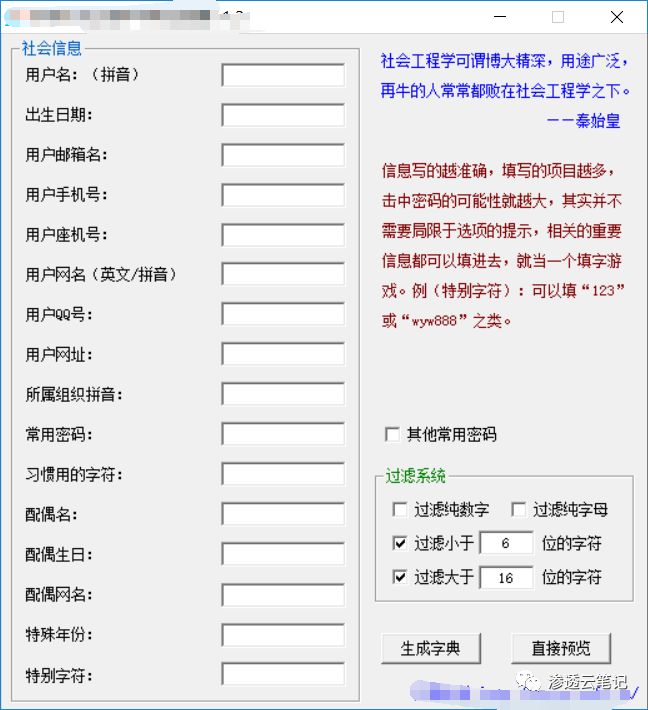 社会信息
用户名：（拼音）
出生日期：
用户邮箱名：
用户手机号：
用户座机号：
用户网名（英文/拼音）
用户QQ号：
用户网址：
所属组织拼音：
常用密码：
习惯用的字符：
配偶名：
配偶生日：
配偶网名：
特殊年份：
特别字符：
社会工程学可谓博大精深，用途广泛，
再牛的人常常都败在社会工程学之下。
——秦始皇
信息写的越准确，填写的项目越多，
击中密码的可能性就越大，其实并不
需要局限于选项的提示，相关的重要
信息都可以填进去，就当一个填字游
戏。例（特别字符）：可以填“123”
或“wyw888”之类。
其他常用密码
过滤系统
过滤纯数字 过滤纯字母
过滤小于 6 位的字符
过滤大于 16 位的字符
生成字典 直接预览
渗透云笔记